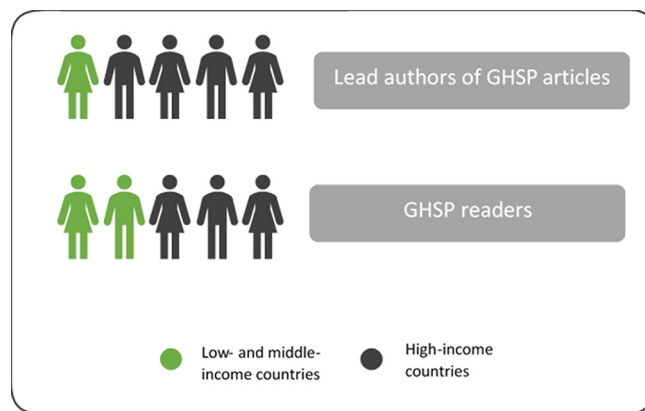 Lead authors of GHSP articles
GHSP readers
Low- and middle-
income countries
High-income
countries